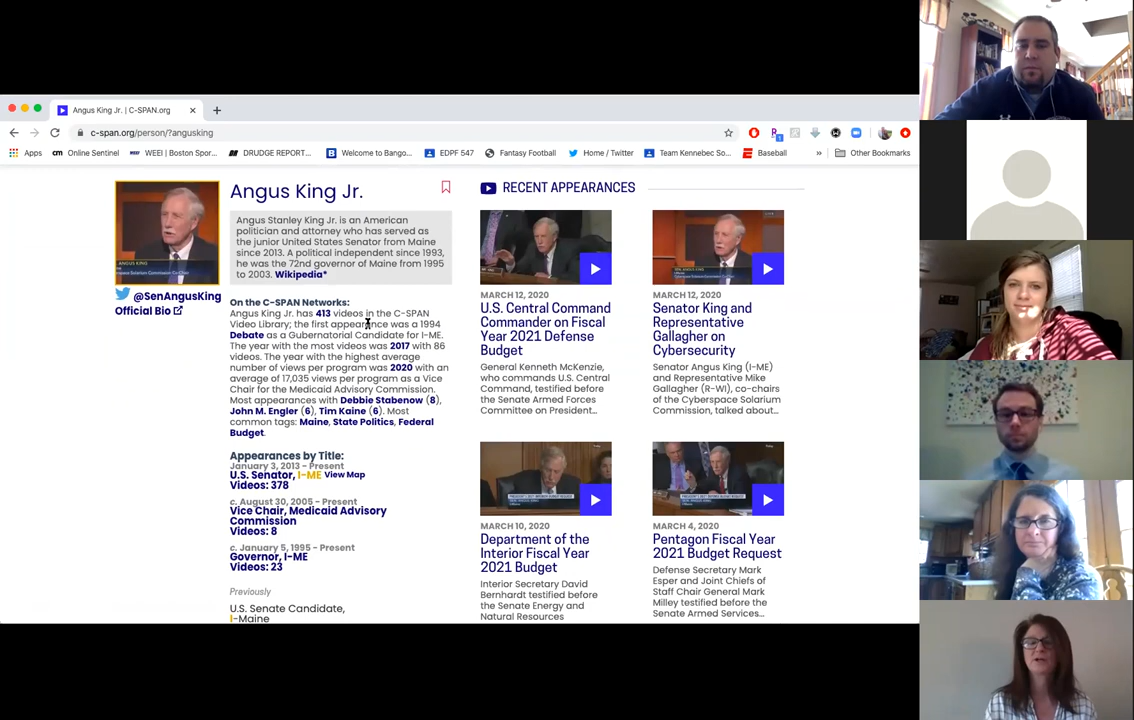 Angus King Jr. | C-SPAN.org
c-span.org/person/?angusking
Apps
cm Online Sentinel
WEEI | Boston Spor...
DRUDGE REPORT...
Welcome to Bango...
EDPF 547
Fantasy Football
Home / Twitter
Team Kennebec So...
Baseball
»
Other Bookmarks
Angus King Jr.
Angus Stanley King Jr. is an American
politician and attorney who has served as
the junior United States Senator from Maine
since 2013. A political independent since 1993,
he was the 72nd governor of Maine from 1995
to 2003. Wikipedia*
@SenAngusKing
Official Bio
On the C-SPAN Networks:
Angus King Jr. has 413 videos in the C-SPAN
Video Library; the first appearance was a 1994
Debate as a Gubernatorial Candidate for I-ME.
The year with the most videos was 2017 with 86
videos. The year with the highest average
number of views per program was 2020 with an
average of 17,035 views per program as a Vice
Chair for the Medicaid Advisory Commission.
Most appearances with Debbie Stabenow (8),
John M. Engler (6), Tim Kaine (6). Most
common tags: Maine, State Politics, Federal
Budget.
Appearances by Title:
January 3, 2013 - Present
U.S. Senator, I-ME View Map
Videos: 378
c. August 30, 2005 - Present
Vice Chair, Medicaid Advisory
Commission
Videos: 8
c. January 5, 1995 - Present
Governor, I-ME
Videos: 23
Previously
U.S. Senate Candidate,
I-Maine
RECENT APPEARANCES
MARCH 12, 2020
U.S. Central Command
Commander on Fiscal
Year 2021 Defense
Budget
General Kenneth McKenzie,
who commands U.S. Central
Command, testified before
the Senate Armed Forces
Committee on President...
MARCH 12, 2020
Senator King and
Representative
Gallagher on
Cybersecurity
Senator Angus King (I-ME)
and Representative Mike
Gallagher (R-WI), co-chairs
of the Cyberspace Solarium
Commission, talked about...
MARCH 10, 2020
Department of the
Interior Fiscal Year
2021 Budget
Interior Secretary David
Bernhardt testified before
the Senate Energy and
Natural Resources
MARCH 4, 2020
Pentagon Fiscal Year
2021 Budget Request
Defense Secretary Mark
Esper and Joint Chiefs of
Staff Chair General Mark
Milley testified before the
Senate Armed Services...